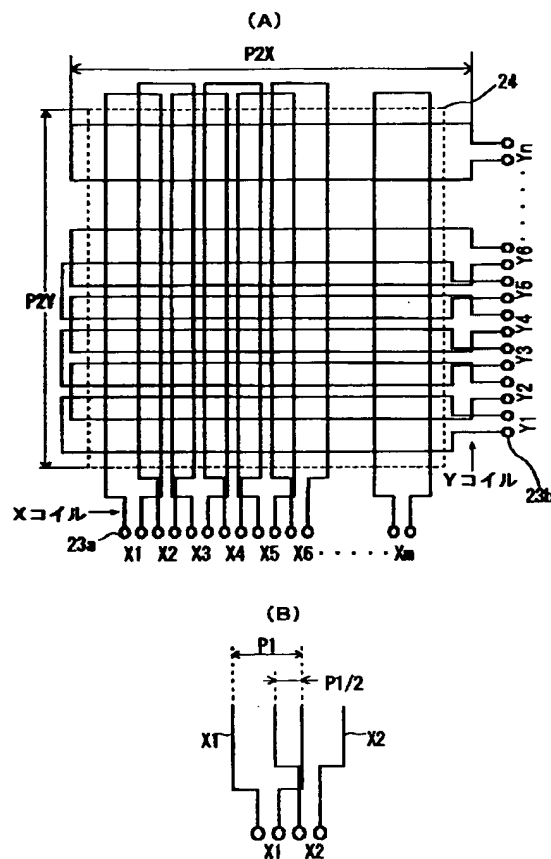 (A)
P2X
24
P2Y
Yn
Y6
Y5
Y4
Y3
Y2
Y1
Yコイル
23b
Xコイル
23a
X1 X2 X3 X4 X5 X6 ····· Xm
(B)
P1
P1/2
X1
X2
X1 X2